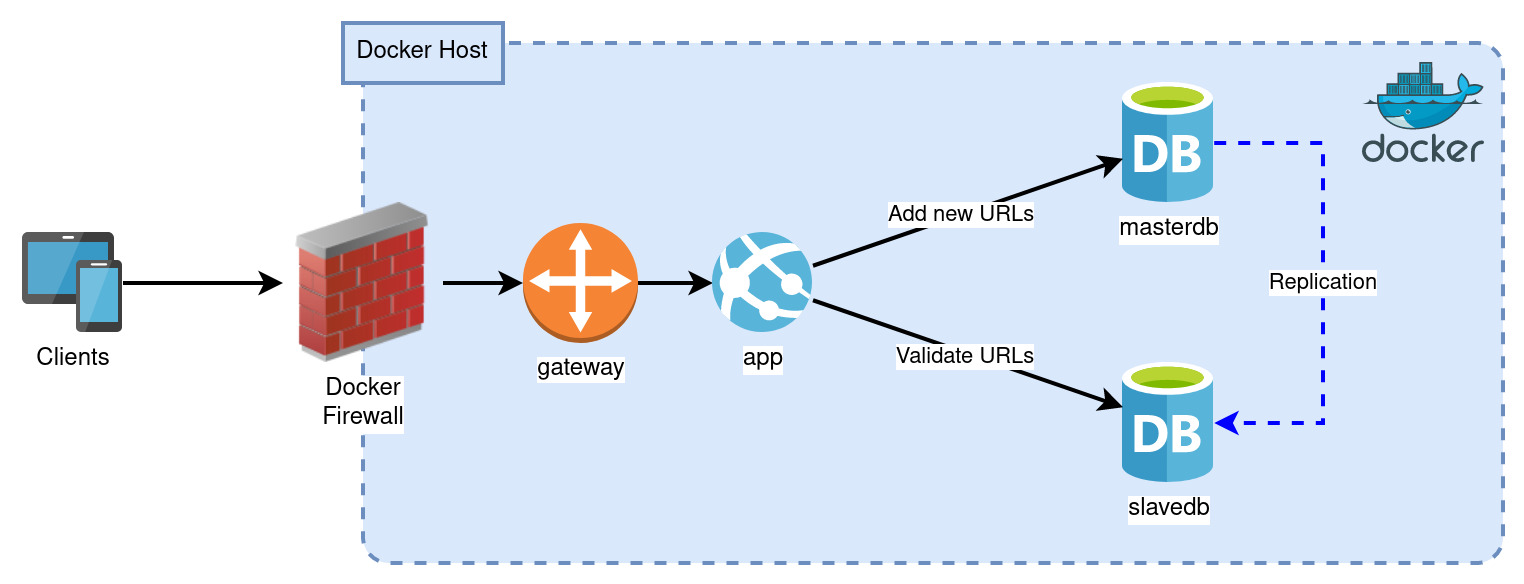 Docker Host
docker
DB
masterdb
Add new URLs
Replication
Clients
Docker
Firewall
gateway
app
Validate URLs
DB
slavedb